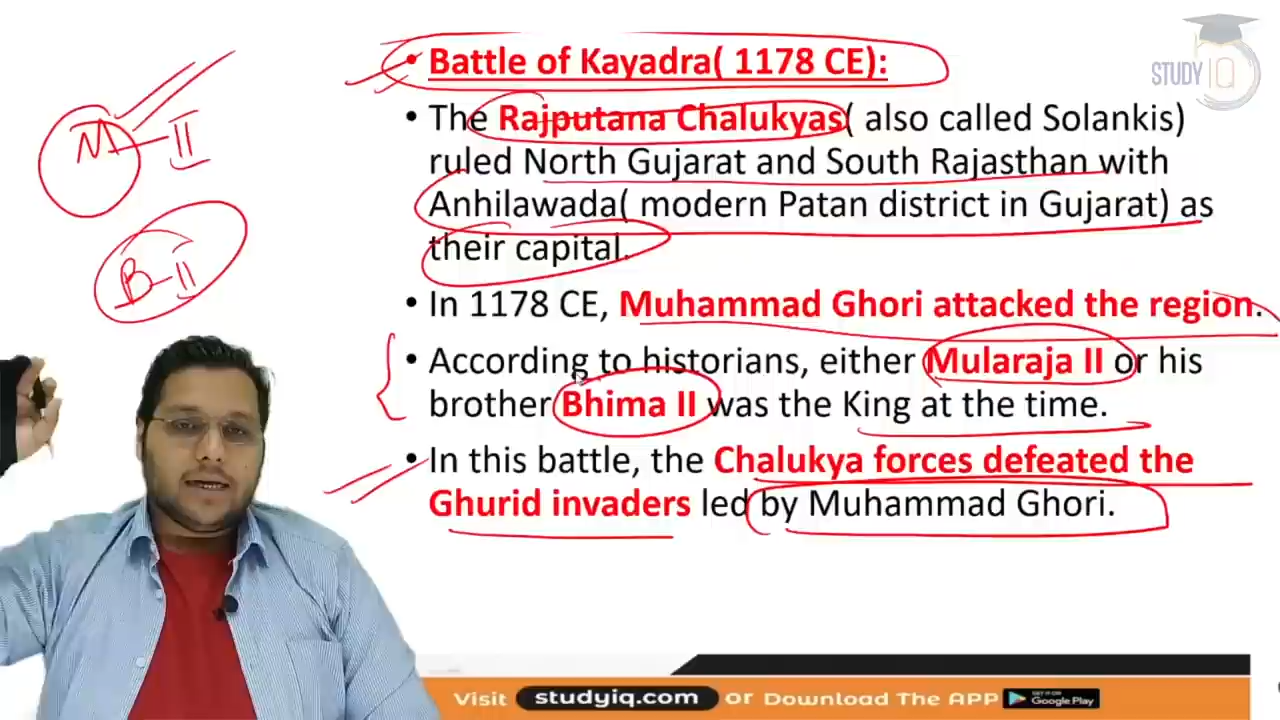 STUDY IQ
• Battle of Kayadra( 1178 CE):
• The Rajputana Chalukyas( also called Solankis)
ruled North Gujarat and South Rajasthan with
Anhilawada( modern Patan district in Gujarat) as
their capital.
• In 1178 CE, Muhammad Ghori attacked the region.
• According to historians, either Mularaja II or his
brother Bhima II was the King at the time.
• In this battle, the Chalukya forces defeated the
Ghurid invaders led by Muhammad Ghori.
M-II
B-II
Visit studyiq.com or Download The APP GET IT ON Google Play